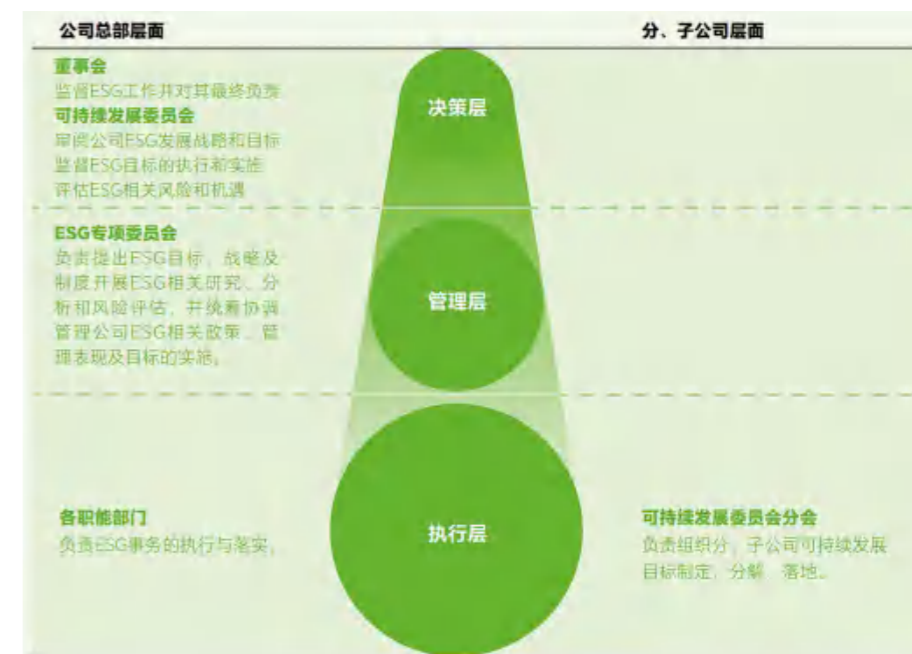 公司总部层面
分、子公司层面
董事会
监督ESG工作并对其最终负责
可持续发展委员会
审阅公司ESG发展战略和目标
监督ESG目标的执行和实施
评估ESG相关风险和机遇
决策层
ESG专项委员会
负责提出ESG目标、战略及
制度开展ESG相关研究、分
析和风险评估,并统筹协调
管理公司ESG相关政策、管
理表现及目标的实施。
管理层
各职能部门
负责ESG事务的执行与落实。
执行层
可持续发展委员会分会
负责组织分、子公司可持续发展
目标制定、分解、落地。